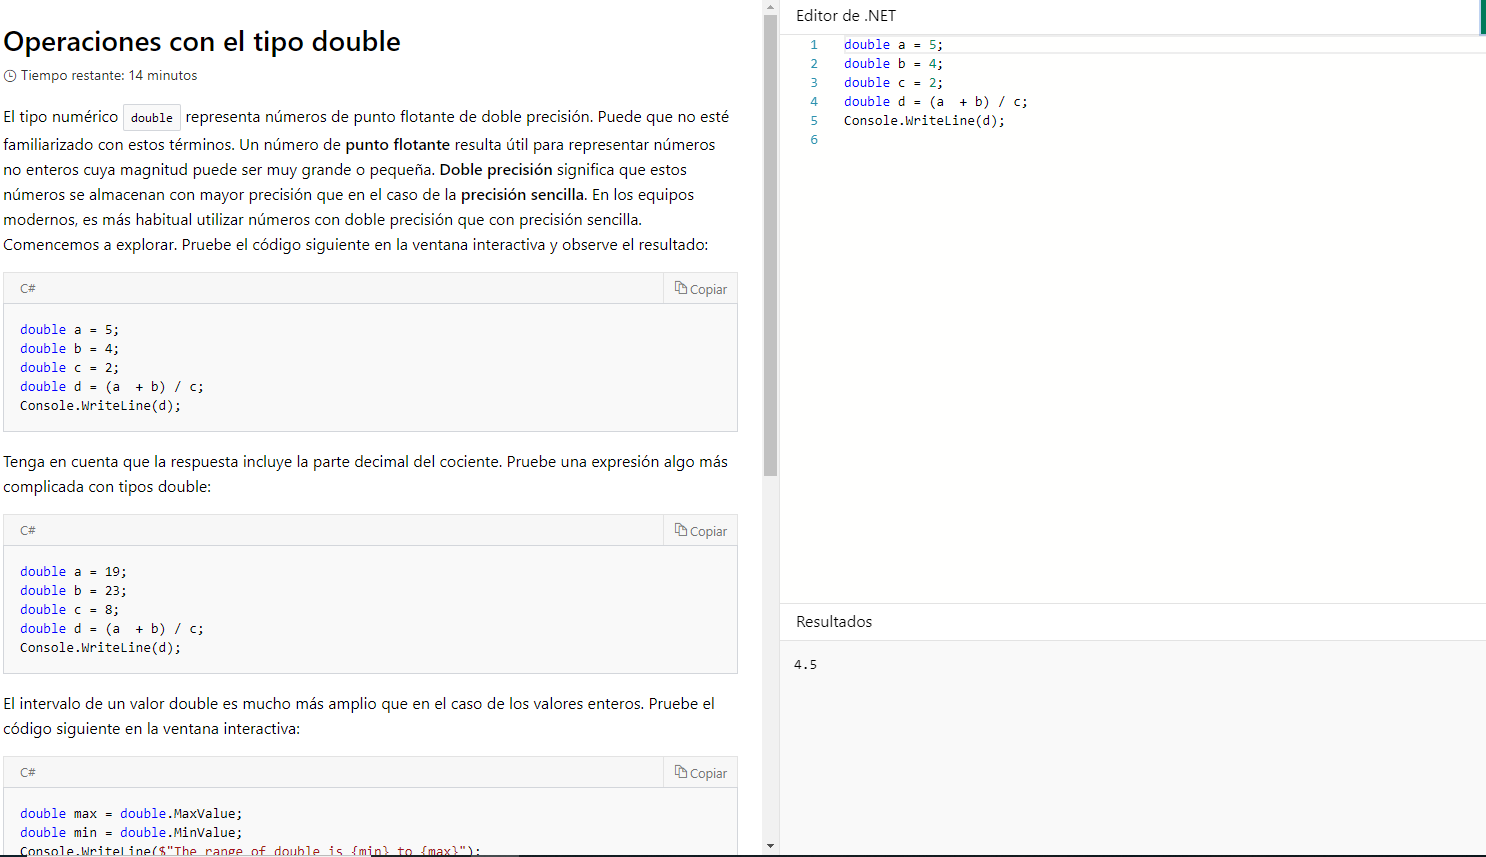 Operaciones con el tipo double
Tiempo restante: 14 minutos
El tipo numérico double representa números de punto flotante de doble precisión. Puede que no esté
familiarizado con estos términos. Un número de punto flotante resulta útil para representar números
no enteros cuya magnitud puede ser muy grande o pequeña. Doble precisión significa que estos
números se almacenan con mayor precisión que en el caso de la precisión sencilla. En los equipos
modernos, es más habitual utilizar números con doble precisión que con precisión sencilla.
Comencemos a explorar. Pruebe el código siguiente en la ventana interactiva y observe el resultado:
C# Copiar
double a = 5;
double b = 4;
double c = 2;
double d = (a  + b) / c;
Console.WriteLine(d);
Tenga en cuenta que la respuesta incluye la parte decimal del cociente. Pruebe una expresión algo más
complicada con tipos double:
C# Copiar
double a = 19;
double b = 23;
double c = 8;
double d = (a  + b) / c;
Console.WriteLine(d);
El intervalo de un valor double es mucho más amplio que en el caso de los valores enteros. Pruebe el
código siguiente en la ventana interactiva:
C# Copiar
double max = double.MaxValue;
double min = double.MinValue;
Console.WriteLine($"The range of double is {min} to {max}");
Editor de .NET
1 double a = 5;
2 double b = 4;
3 double c = 2;
4 double d = (a  + b) / c;
5 Console.WriteLine(d);
6
Resultados
4.5